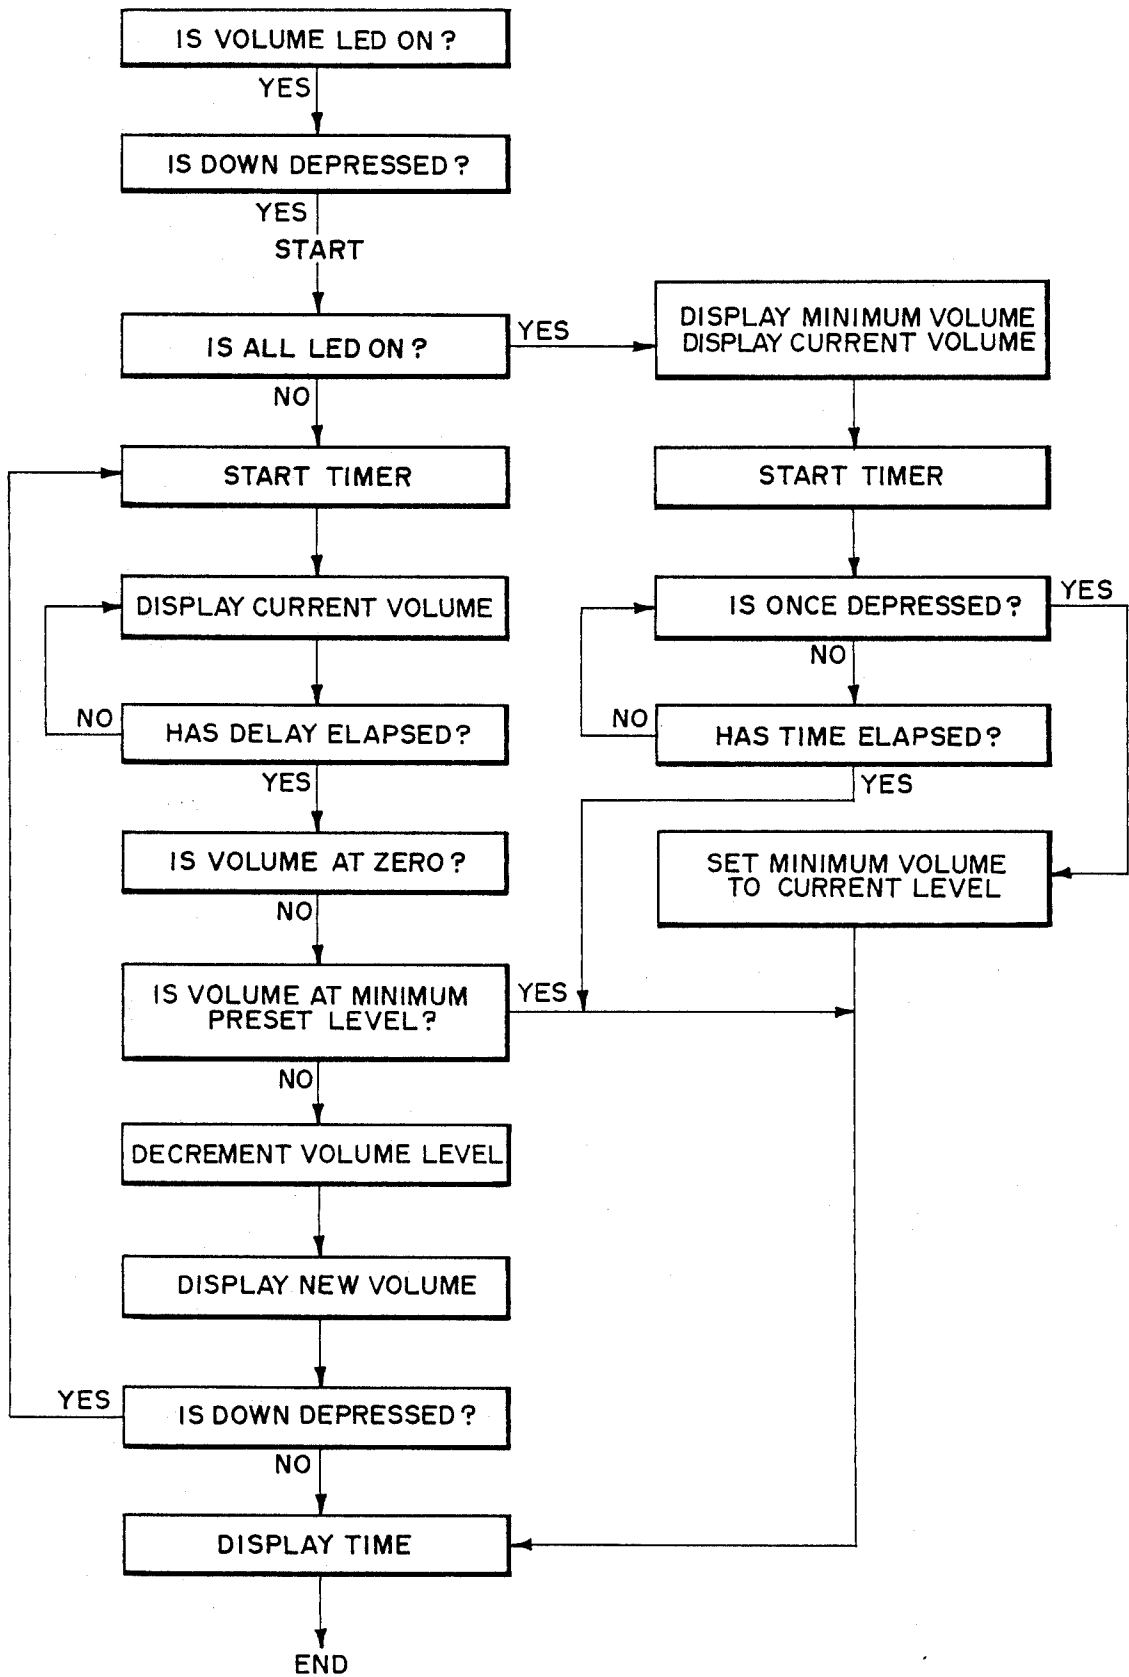 IS VOLUME LED ON?
YES
IS DOWN DEPRESSED?
YES
START
IS ALL LED ON?
YES
NO
DISPLAY MINIMUM VOLUME
DISPLAY CURRENT VOLUME
START TIMER
START TIMER
DISPLAY CURRENT VOLUME
IS ONCE DEPRESSED?
YES
NO
NO
HAS DELAY ELAPSED?
YES
NO
HAS TIME ELAPSED?
YES
IS VOLUME AT ZERO?
NO
SET MINIMUM VOLUME
TO CURRENT LEVEL
IS VOLUME AT MINIMUM
PRESET LEVEL?
YES
NO
DECREMENT VOLUME LEVEL
DISPLAY NEW VOLUME
YES
IS DOWN DEPRESSED?
NO
DISPLAY TIME
END